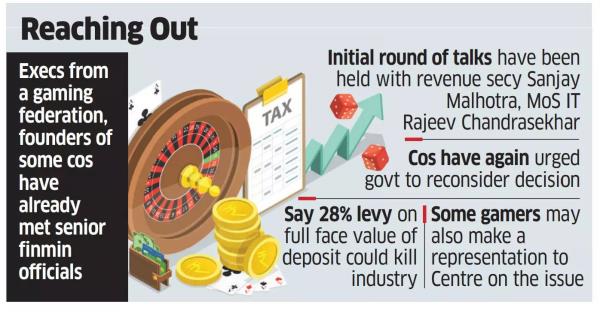 Reaching Out
Execs from
a gaming
federation,
founders of
some cos
have
already
met senior
finmin
officials
TAX
Initial round of talks have been
held with revenue secy Sanjay
Malhotra, MoS IT
Rajeev Chandrasekhar
Cos have again urged
govt to reconsider decision
Say 28% levy on
full face value of
deposit could kill
industry
Some gamers may
also make a
representation to
Centre on the issue